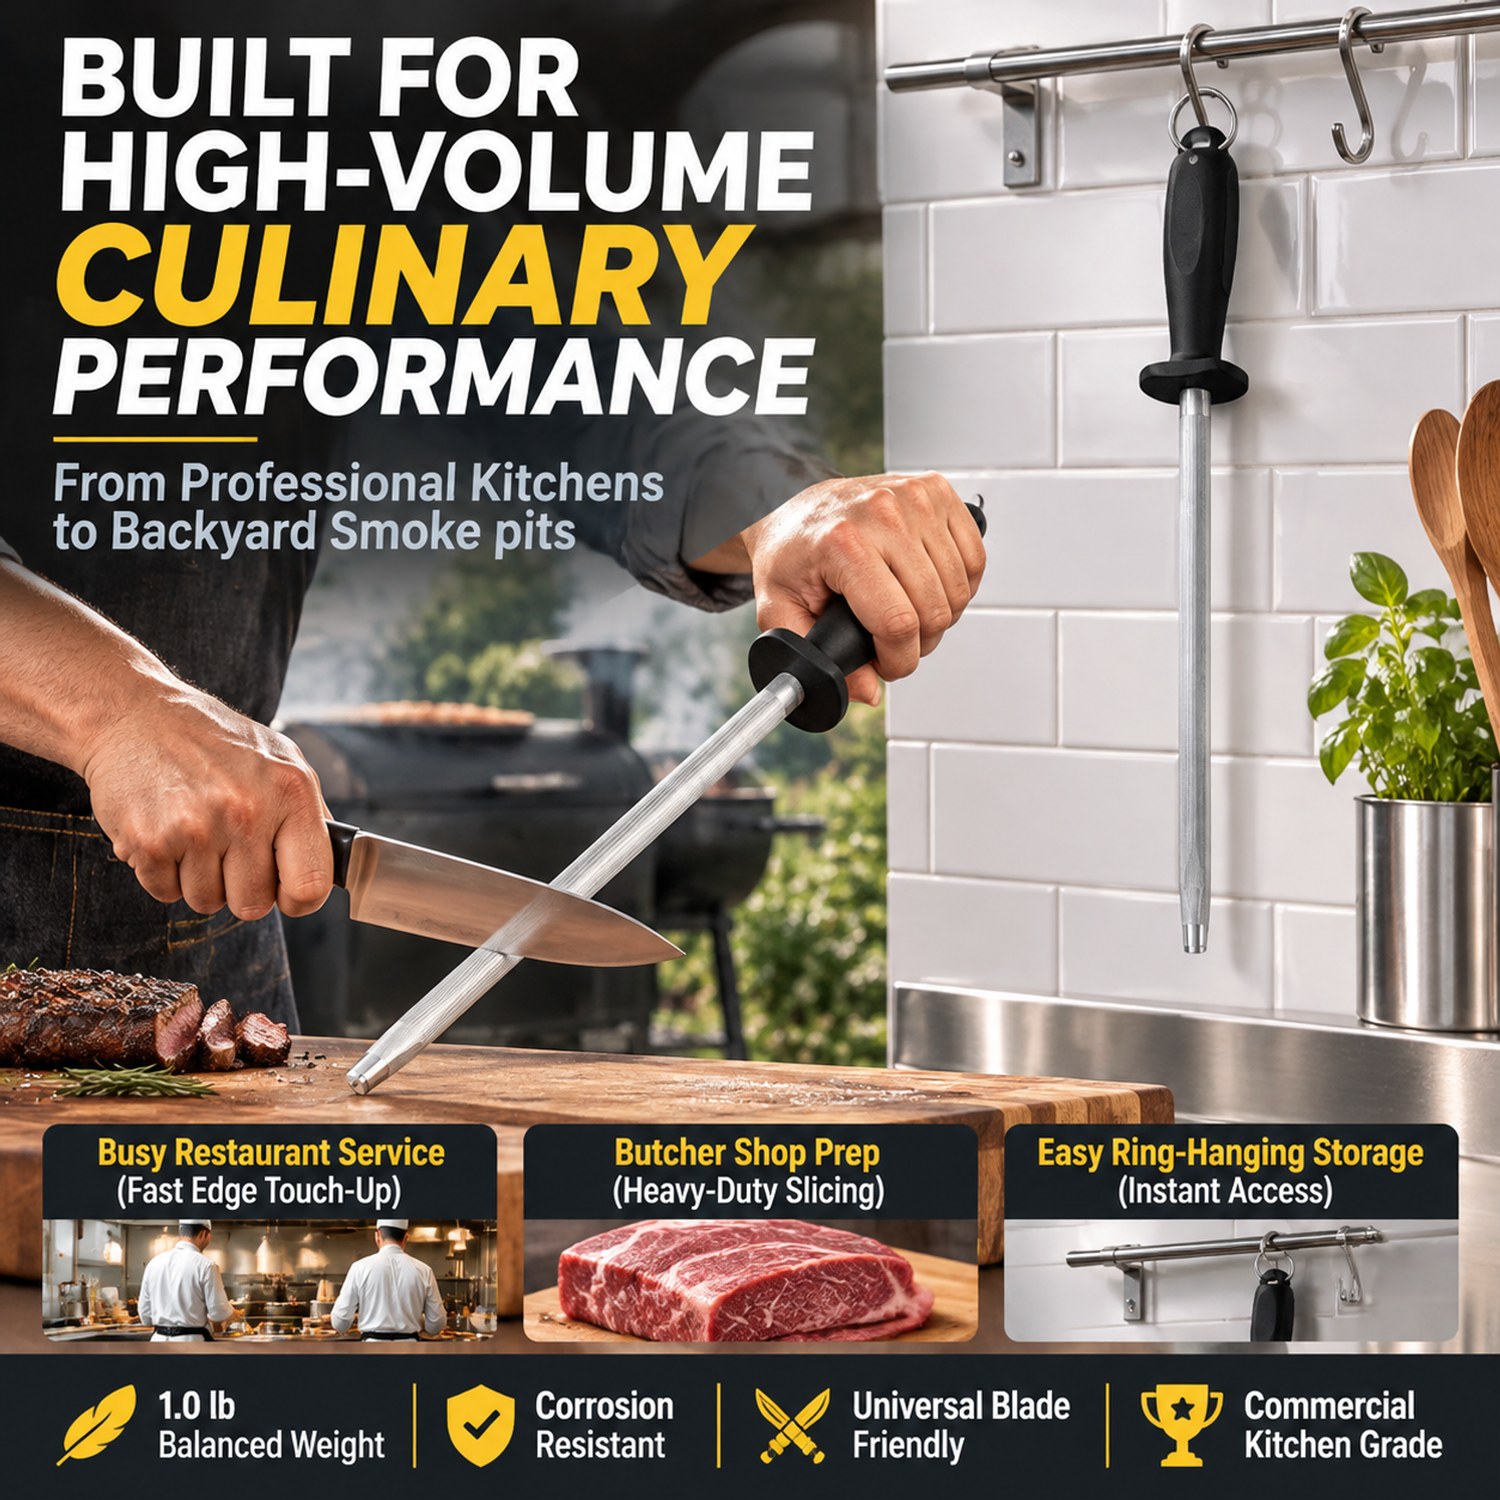 BUILT FOR
HIGH-VOLUME
CULINARY
PERFORMANCE
From Professional Kitchens
to Backyard Smoke pits
Busy Restaurant Service
(Fast Edge Touch-Up)
Butcher Shop Prep
(Heavy-Duty Slicing)
Easy Ring-Hanging Storage
(Instant Access)
1.0 lb
Balanced Weight
Corrosion
Resistant
Universal Blade
Friendly
Commercial
Kitchen Grade